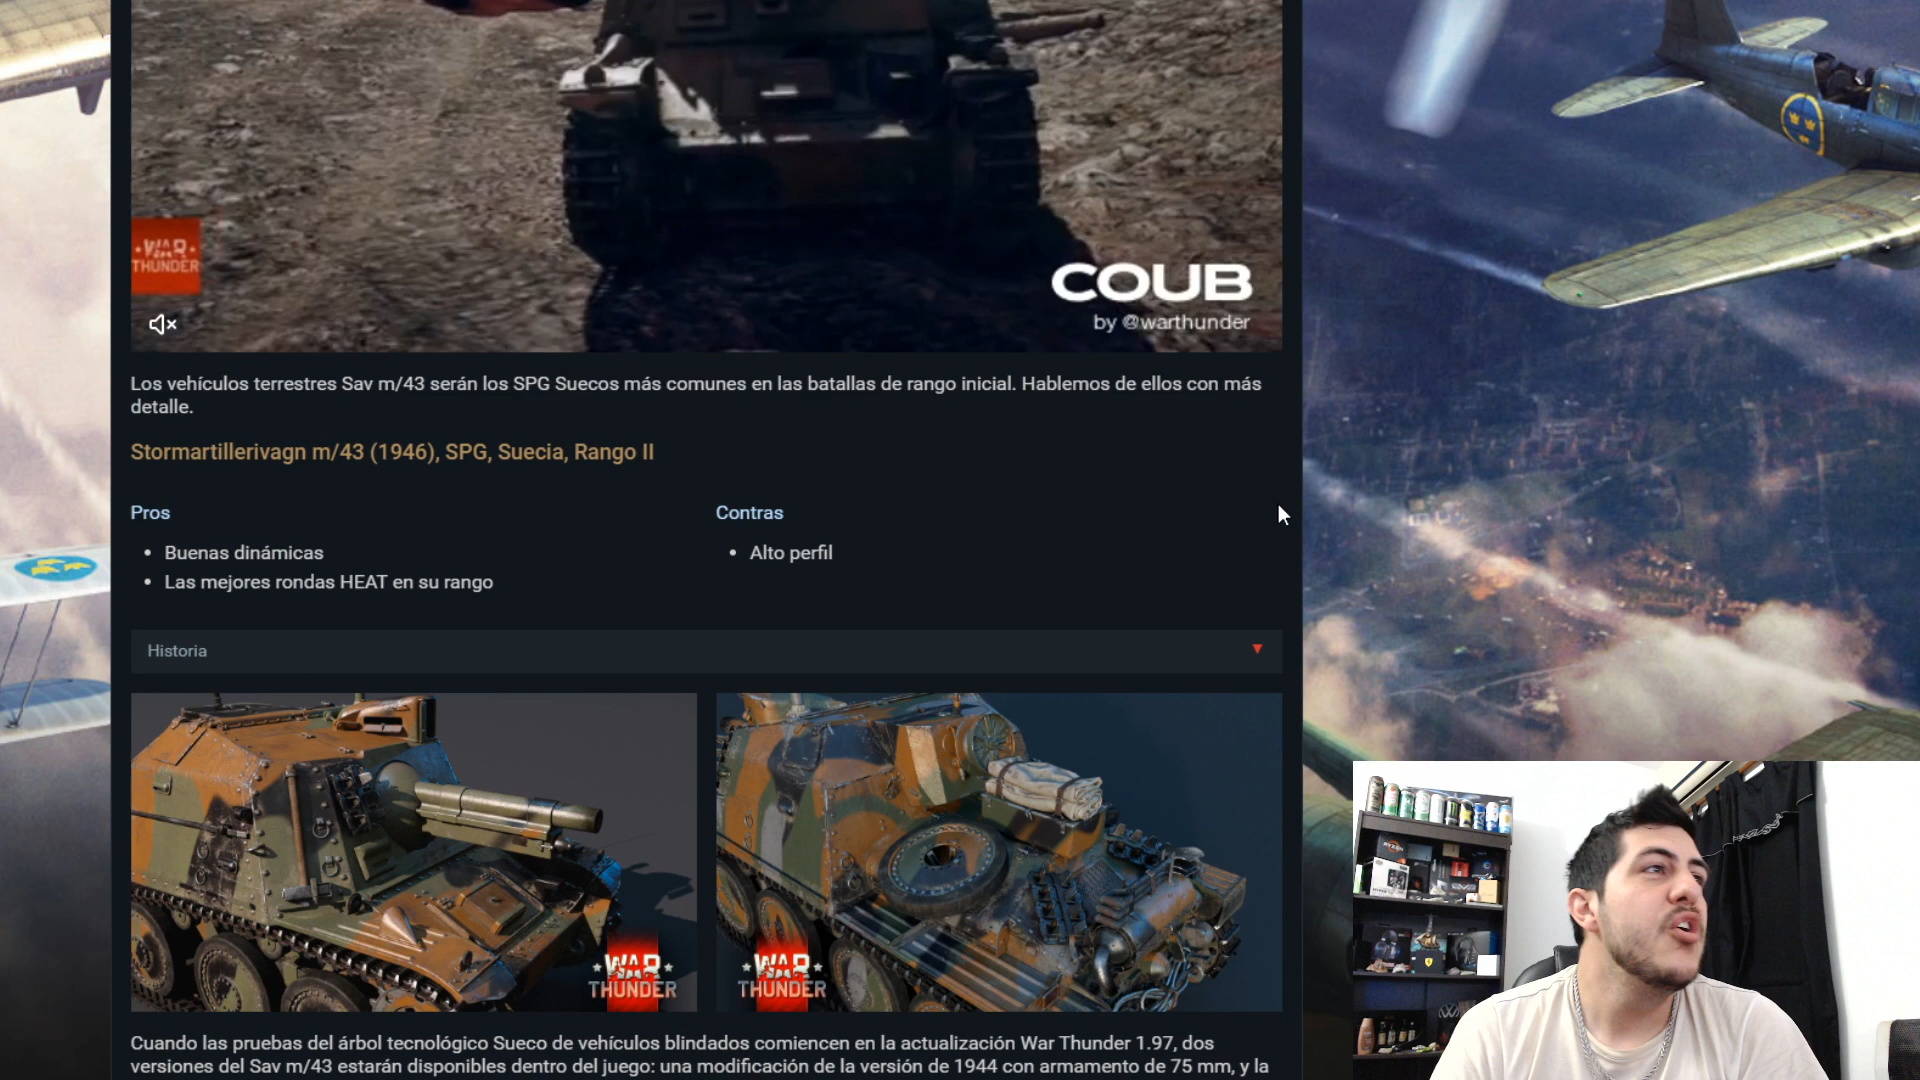 WAR
THUNDER
COUB
by @warthunder
Los vehículos terrestres Sav m/43 serán los SPG Suecos más comunes en las batallas de rango inicial. Hablemos de ellos con más
detalle.
Stormartillerivagn m/43 (1946), SPG, Suecia, Rango II
Pros
Contras
• Buenas dinámicas
• Alto perfil
• Las mejores rondas HEAT en su rango
Historia
WAR
THUNDER
WAR
THUNDER
Cuando las pruebas del árbol tecnológico Sueco de vehículos blindados comiencen en la actualización War Thunder 1.97, dos
versiones del Sav m/43 estarán disponibles dentro del juego: una modificación de la versión de 1944 con armamento de 75 mm, y la